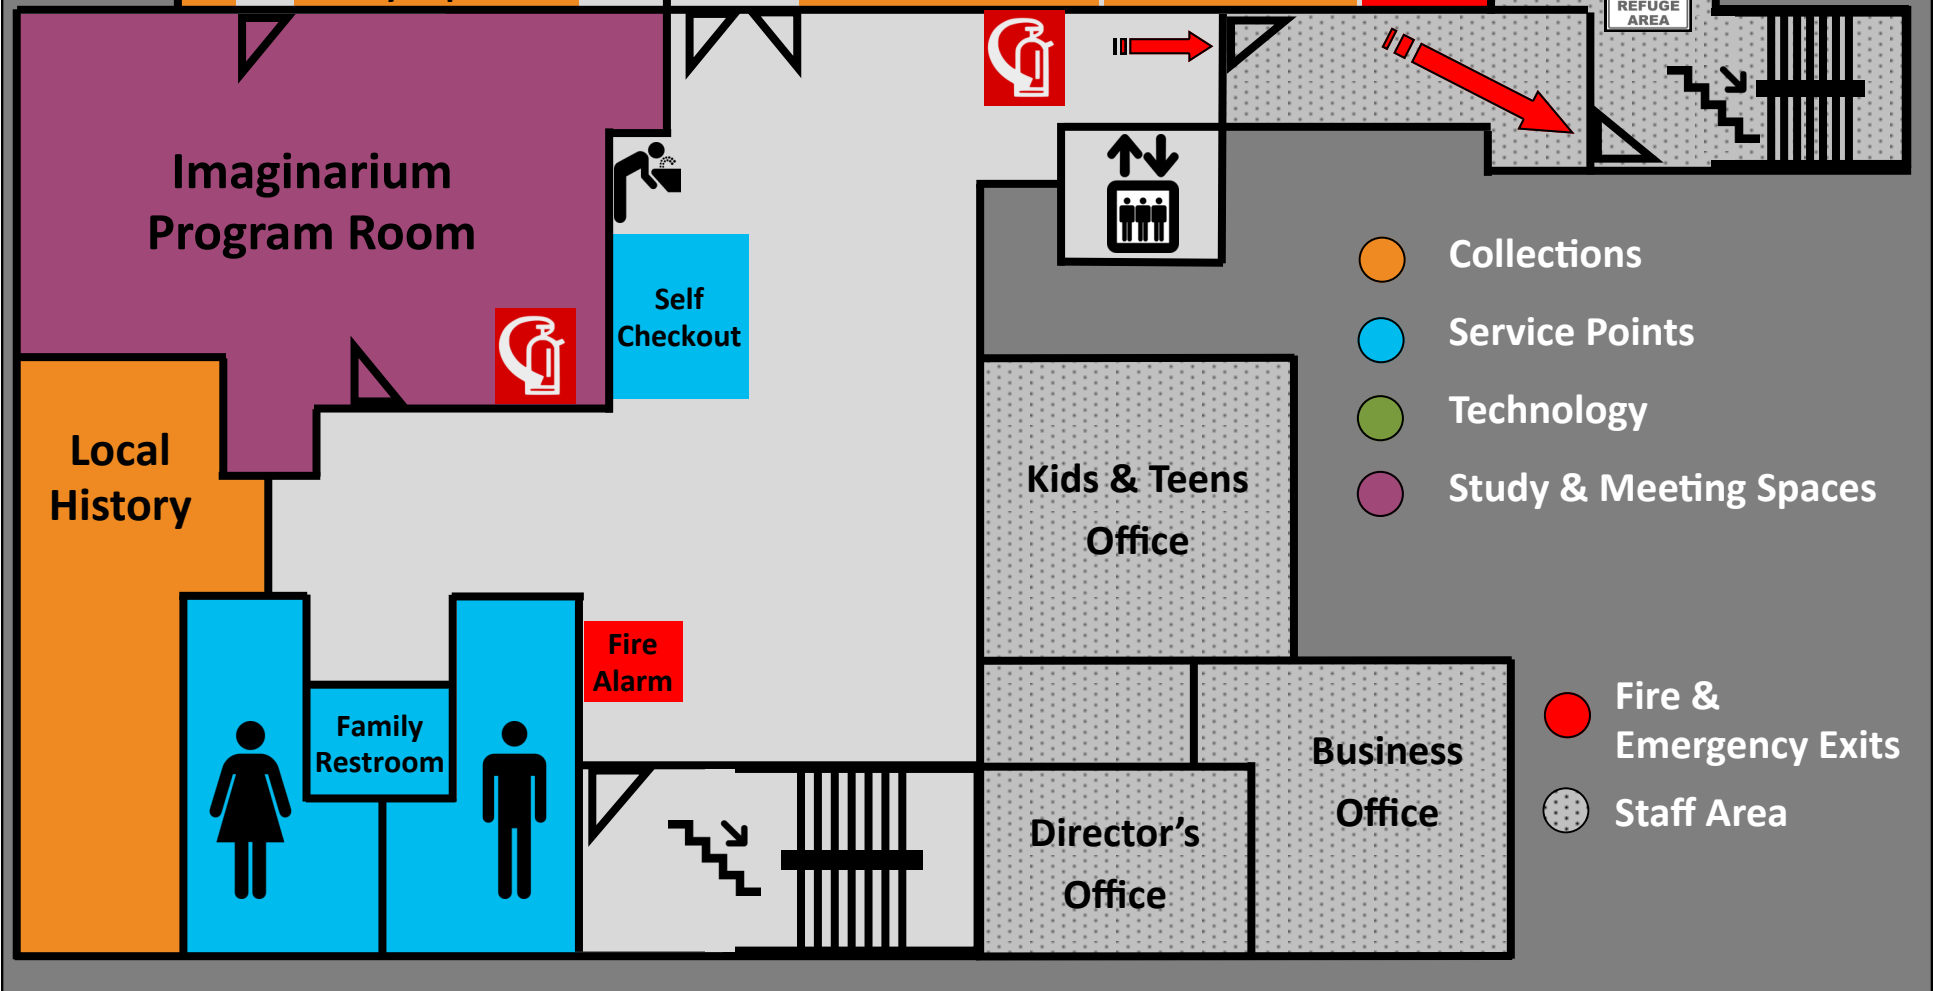 REFUGE
AREA
Imaginarium
Program Room
Self
Checkout
Local
History
Kids & Teens
Office
Fire
Alarm
Family
Restroom
Business
Office
Director's
Office
Collections
Service Points
Technology
Study & Meeting Spaces
Fire &
Emergency Exits
Staff Area